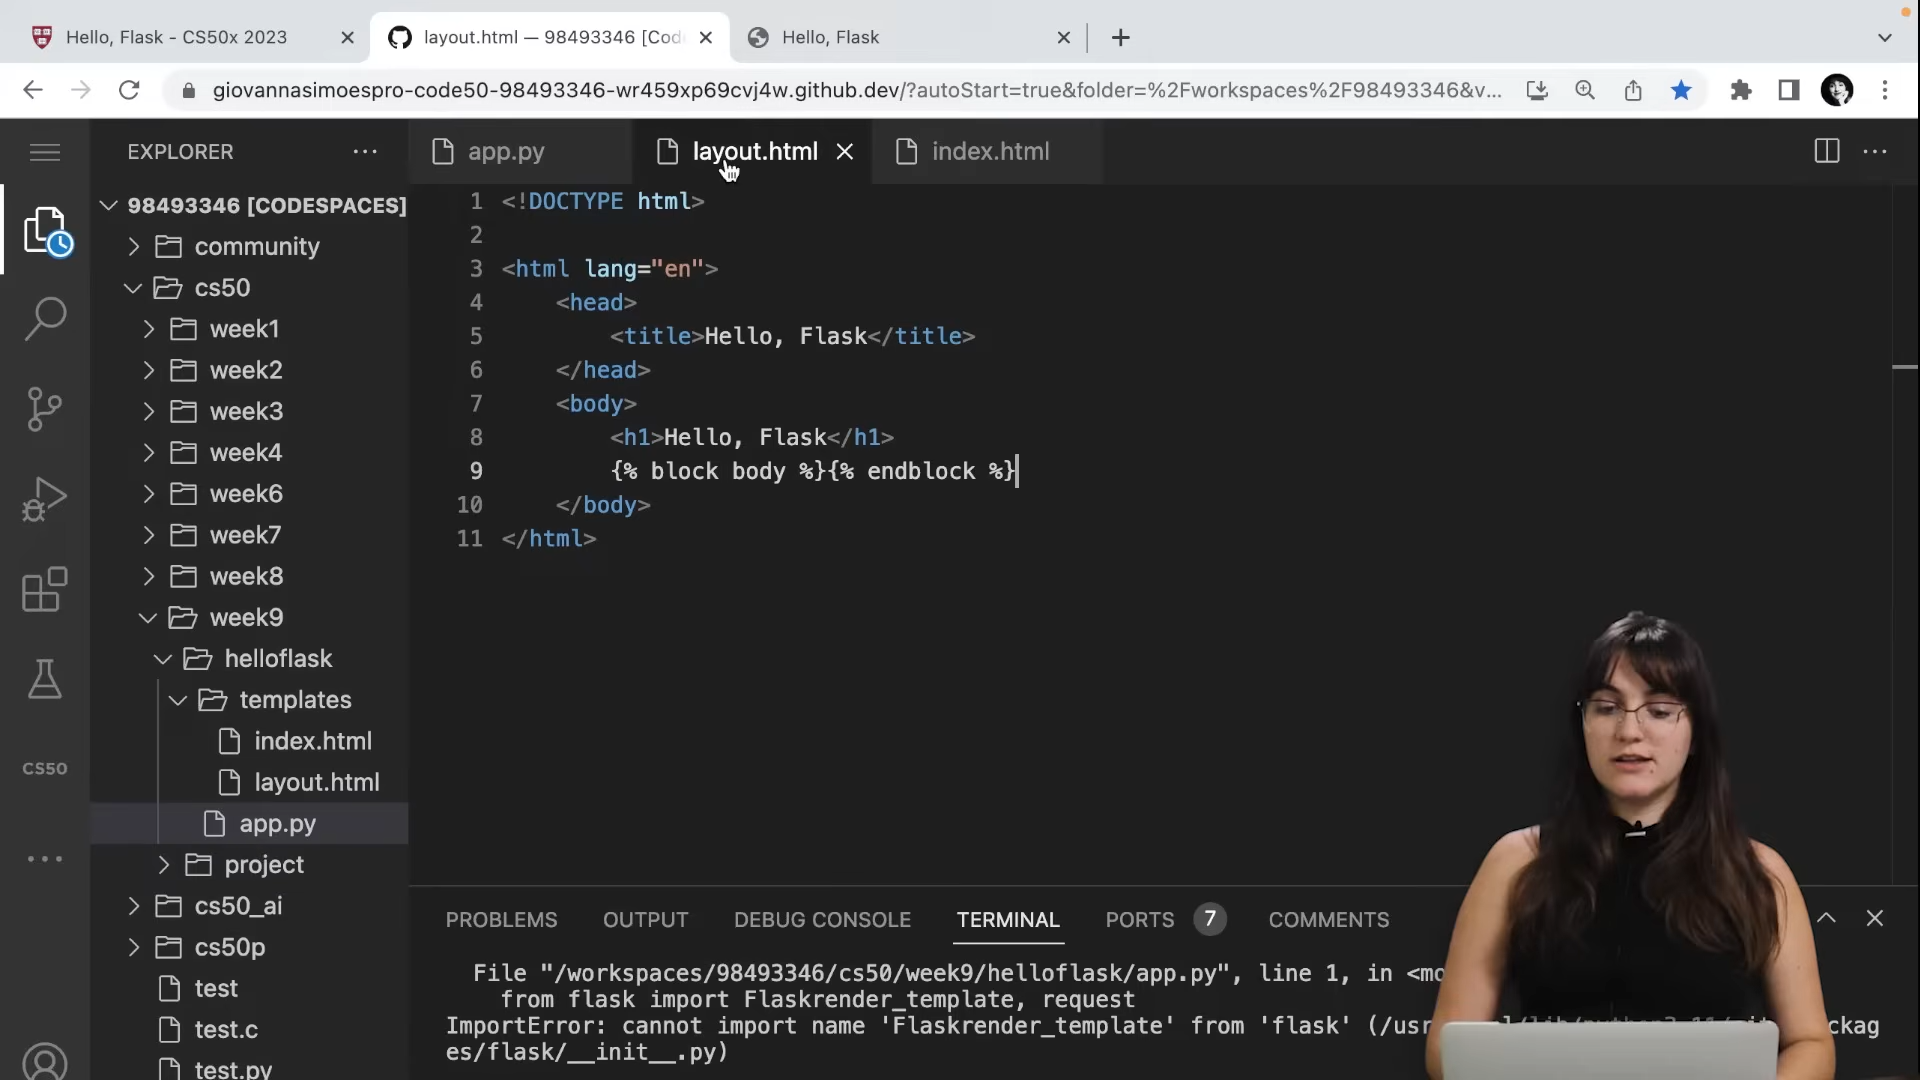 Hello, Flask - CS50x 2023
layout.html — 98493346 [Cod
Hello, Flask
giovannasimoespro-code50-98493346-wr459xp69cvj4w.github.dev/?autoStart=true&folder=%2Fworkspaces%2F98493346&v...
EXPLORER
app.py
layout.html
index.html
98493346 [CODESPACES]
community
cs50
week1
week2
week3
week4
week6
week7
week8
week9
helloflask
templates
index.html
layout.html
app.py
project
cs50_ai
cs50p
test
test.c
test.py
CS50
1 <!DOCTYPE html>
2
3 <html lang="en">
4 <head>
5 <title>Hello, Flask</title>
6 </head>
7 <body>
8 <h1>Hello, Flask</h1>
9 {% block body %}{% endblock %}
10 </body>
11 </html>
PROBLEMS OUTPUT DEBUG CONSOLE TERMINAL PORTS 7 COMMENTS
File "/workspaces/98493346/cs50/week9/helloflask/app.py", line 1, in <mo
from flask import Flaskrender_template, request
ImportError: cannot import name 'Flaskrender_template' from 'flask' (/usr
es/flask/__init__.py)